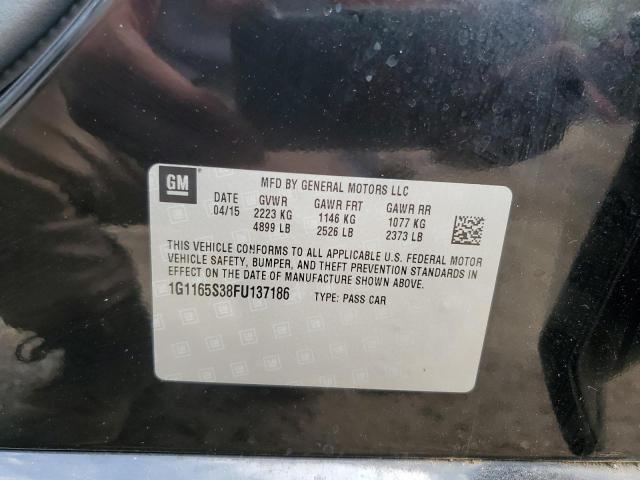 GM
MFD BY GENERAL MOTORS LLC
DATE GVWR GAWR FRT GAWR RR
04/15 2223 KG 1146 KG 1077 KG
4899 LB 2526 LB 2373 LB
THIS VEHICLE CONFORMS TO ALL APPLICABLE U.S. FEDERAL MOTOR
VEHICLE SAFETY, BUMPER, AND THEFT PREVENTION STANDARDS IN
EFFECT ON THE DATE OF MANUFACTURE SHOWN ABOVE.
1G1165S38FU137186 TYPE: PASS CAR